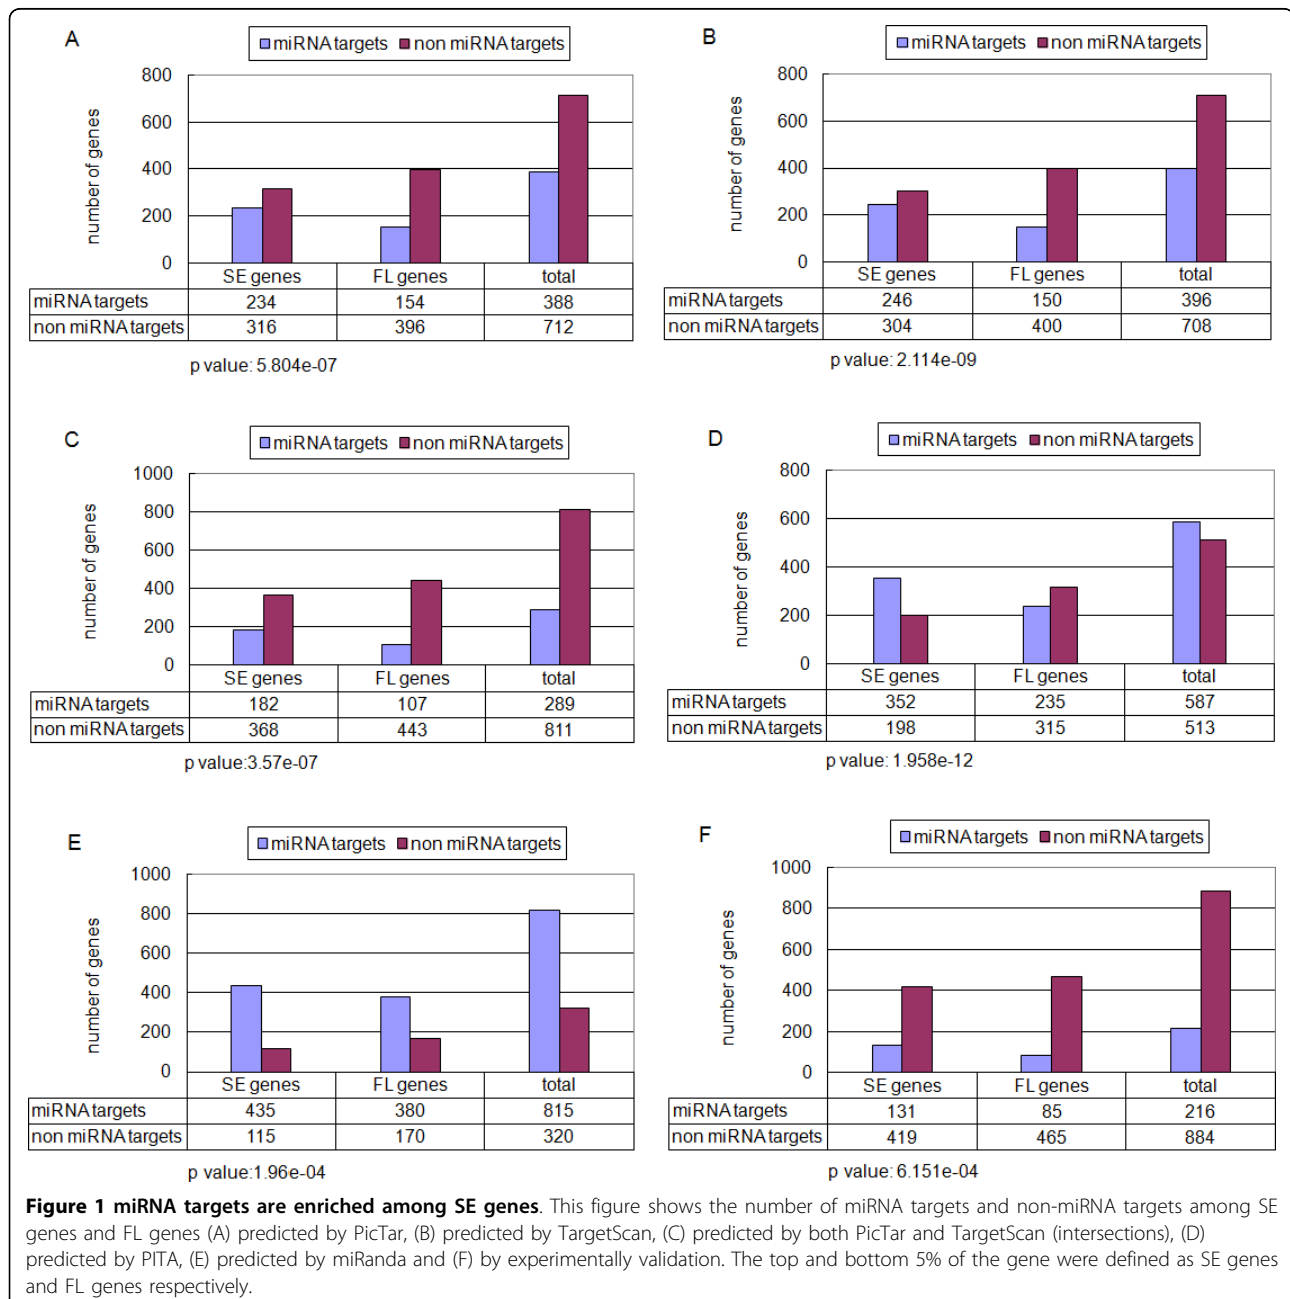 A
miRNA targets non miRNA targets
number of genes
800
600
400
200
0
SE genes FL genes total
miRNA targets 234 154 388
non miRNA targets 316 396 712
p value: 5.804e-07
B
miRNA targets non miRNA targets
number of genes
800
600
400
200
0
SE genes FL genes total
miRNA targets 246 150 396
non miRNA targets 304 400 708
p value: 2.114e-09
C
miRNA targets non miRNA targets
number of genes
1000
800
600
400
200
0
SE genes FL genes total
miRNA targets 182 107 289
non miRNA targets 368 443 811
p value:3.57e-07
D
miRNA targets non miRNA targets
number of genes
800
600
400
200
0
SE genes FL genes total
miRNA targets 352 235 587
non miRNA targets 198 315 513
p value: 1.958e-12
E
miRNA targets non miRNA targets
number of genes
1000
800
600
400
200
0
SE genes FL genes total
miRNA targets 435 380 815
non miRNA targets 115 170 320
p value:1.96e-04
F
miRNA targets non miRNA targets
number of genes
1000
800
600
400
200
0
SE genes FL genes total
miRNA targets 131 85 216
non miRNA targets 419 465 884
p value: 6.151e-04
Figure 1 miRNA targets are enriched among SE genes. This figure shows the number of miRNA targets and non-miRNA targets among SE
genes and FL genes (A) predicted by PicTar, (B) predicted by TargetScan, (C) predicted by both PicTar and TargetScan (intersections), (D)
predicted by PITA, (E) predicted by miRanda and (F) by experimentally validation. The top and bottom 5% of the gene were defined as SE genes
and FL genes respectively.